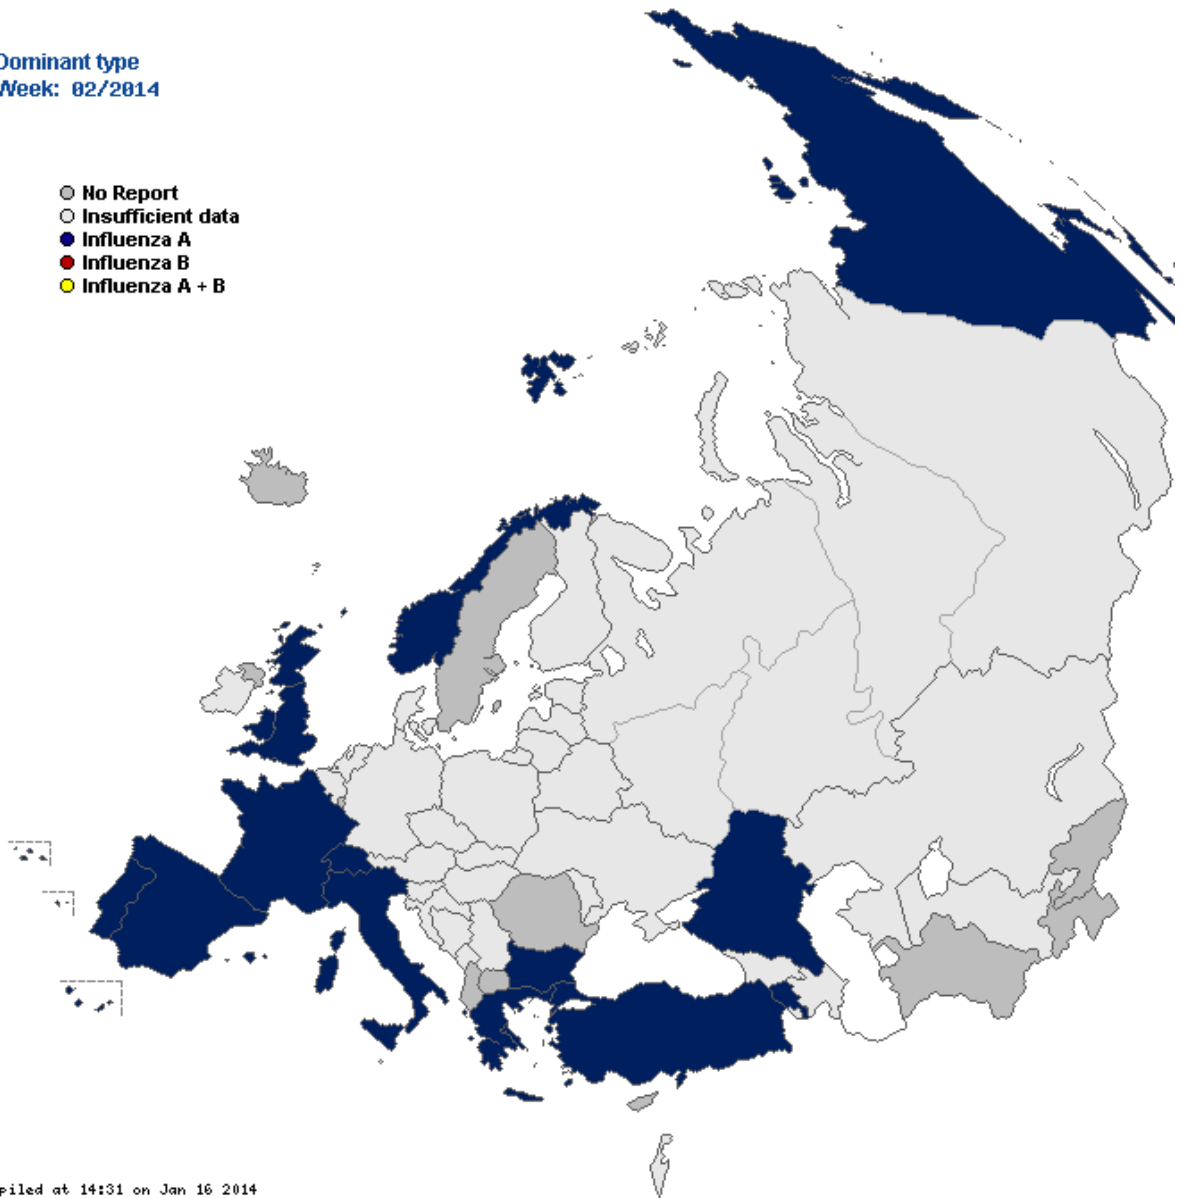 Dominant type
Week: 02/2014
No Report
Insufficient data
Influenza A
Influenza B
Influenza A + B
piled at 14:31 on Jan 16 2014